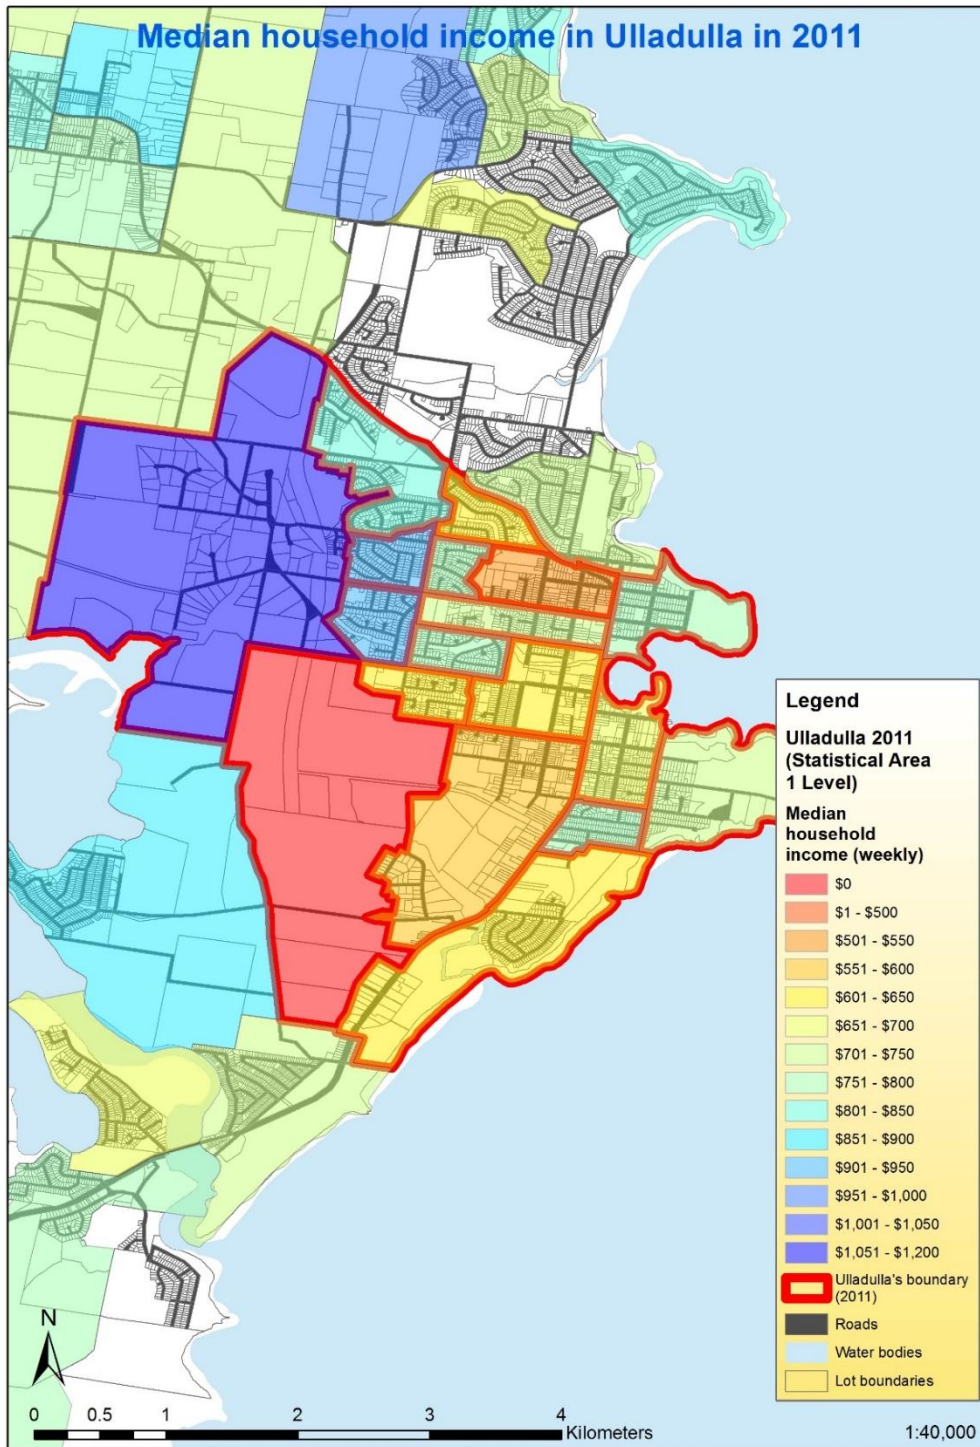 Median household income in Ulladulla in 2011
Legend
Ulladulla 2011
(Statistical Area
1 Level)
Median
household
income (weekly)
$0
$1 - $500
$501 - $550
$551 - $600
$601 - $650
$651 - $700
$701 - $750
$751 - $800
$801 - $850
$851 - $900
$901 - $950
$951 - $1,000
$1,001 - $1,050
$1,051 - $1,200
Ulladulla's boundary
(2011)
Roads
Water bodies
Lot boundaries
N
0 0.5 1 2 3 4
Kilometers
1:40,000